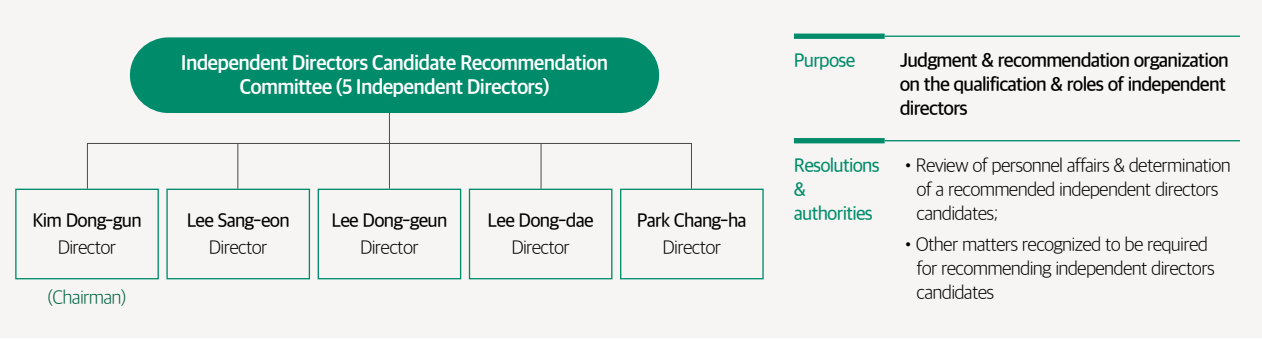 Independent Directors Candidate Recommendation
Committee (5 Independent Directors)
Kim Dong-gun
Director
(Chairman)
Lee Sang-eon
Director
Lee Dong-geun
Director
Lee Dong-dae
Director
Park Chang-ha
Director
Purpose
Judgment & recommendation organization
on the qualification & roles of independent
directors
Resolutions
&
authorities
• Review of personnel affairs & determination
of a recommended independent directors
candidates;
• Other matters recognized to be required
for recommending independent directors
candidates